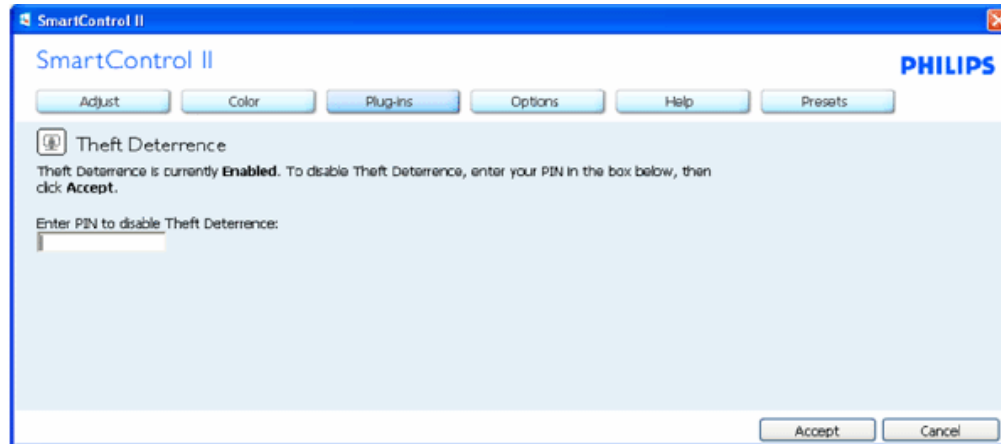 SmartControl II
SmartControl II
PHILIPS
Adjust Color Plug-ins Options Help Presets
Theft Deterrence
Theft Deterrence is currently Enabled. To disable Theft Deterrence, enter your PIN in the box below, then
click Accept.
Enter PIN to disable Theft Deterrence:
Accept Cancel